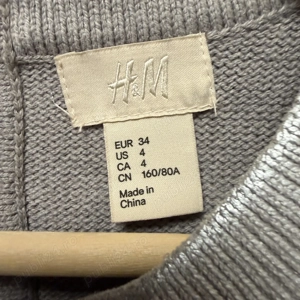 H&M
EUR 34
US 4
CA 4
CN 160/80A
Made in
China